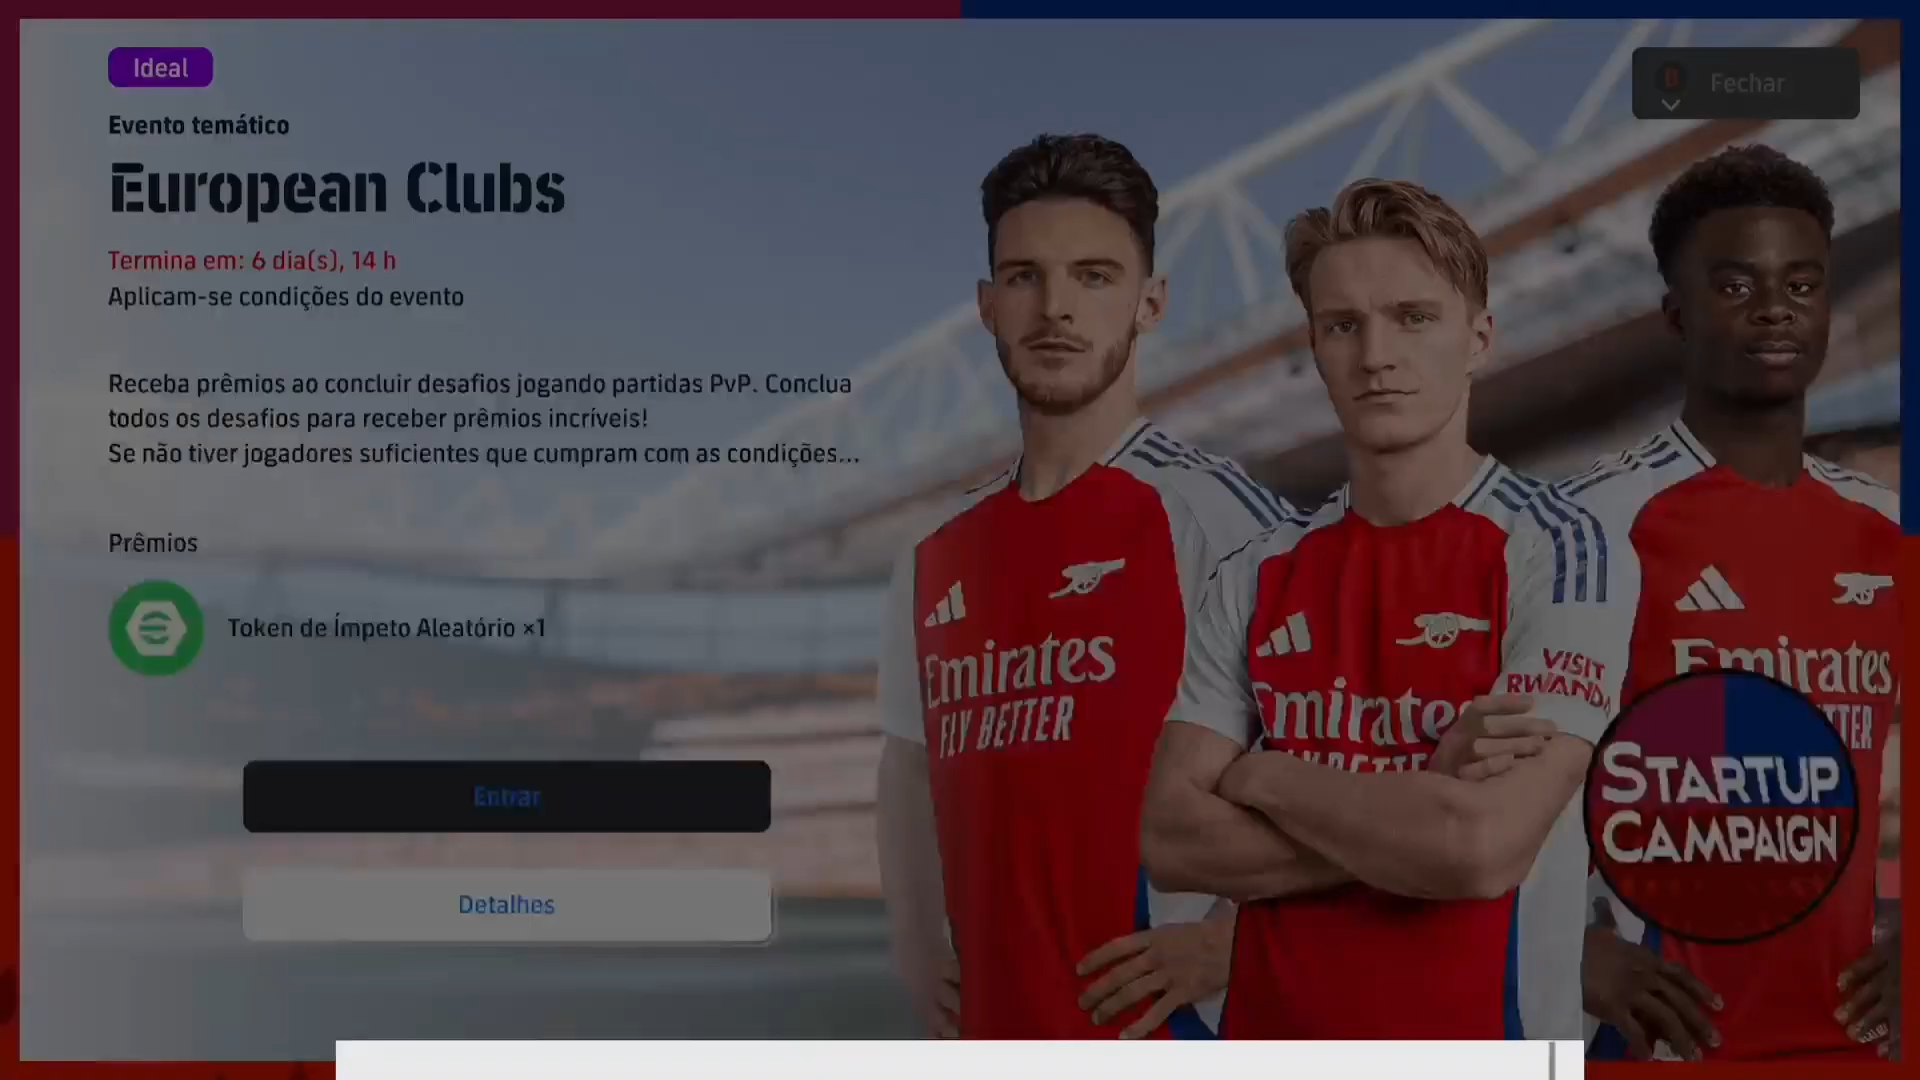 Ideal
Fechar
Evento temático
European Clubs
Termina em: 6 dia(s), 14 h
Aplicam-se condições do evento
Receba prêmios ao concluir desafios jogando partidas PvP. Conclua
todos os desafios para receber prêmios incríveis!
Se não tiver jogadores suficientes que cumpram com as condições...
Prêmios
Token de Ímpeto Aleatório ×1
Entrar
Detalhes
Emirates
FLY BETTER
Emirates
VISIT
RWANDA
Emirates
STARTUP
CAMPAIGN